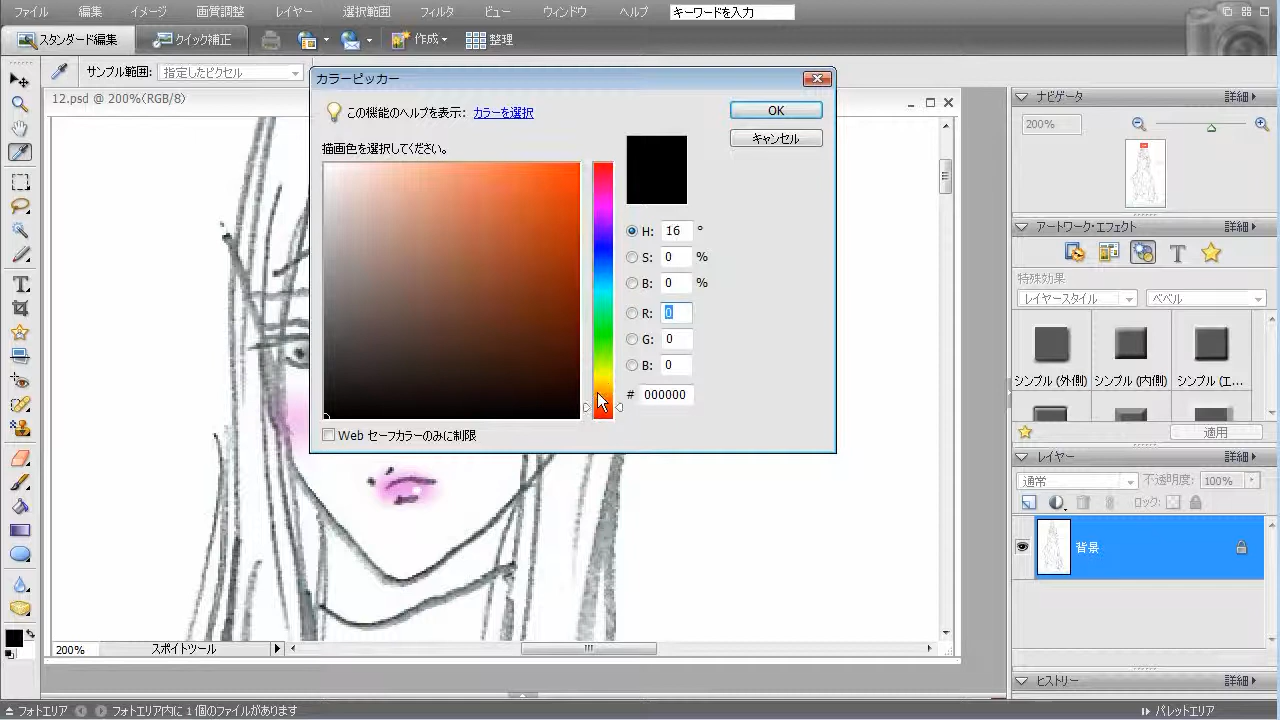 ファイル 編集 イメージ 画質調整 レイヤー 選択範囲 フィルタ ビュー ウィンドウ ヘルプ キーワードを入力
スタンダード編集 クイック補正 作成 整理
サンプル範囲: 指定したピクセル
12.psd @ 200%(RGB/8)
カラーピッカー
この機能のヘルプを表示: カラーを選択
描画色を選択してください。
OK
キャンセル
H: 16 °
S: 0 %
B: 0 %
R: 0
G: 0
B: 0
# 000000
Web セーフカラーのみに制限
200% スポイトツール
ナビゲータ 詳細
200%
アートワーク・エフェクト 詳細
特殊効果
レイヤースタイル ベベル
シンプル (外側) シンプル (内側) シンプル (エ...
適用
レイヤー 詳細
通常 不透明度: 100%
ロック:
背景
ヒストリー 詳細
フォトエリア フォトエリア内に 1 個のファイルがあります パレットエリア